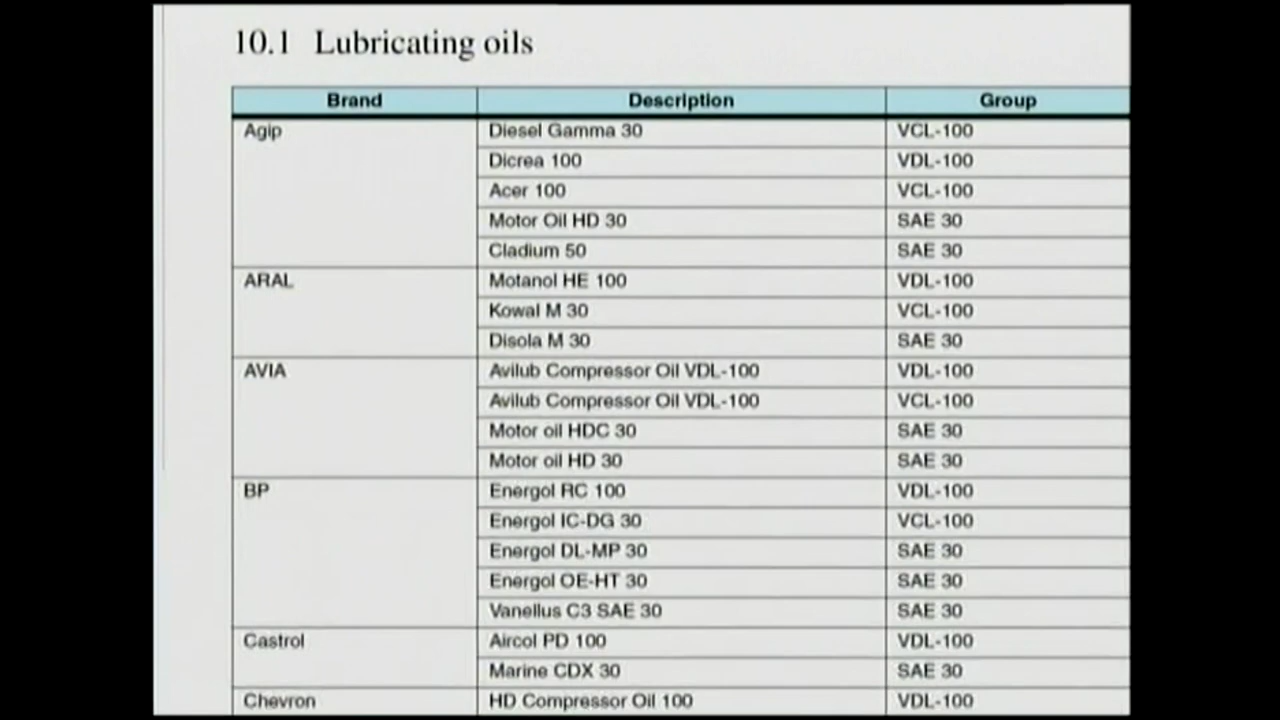 10.1 Lubricating oils
Brand Description Group
Agip Diesel Gamma 30 VCL-100
Dicrea 100 VDL-100
Acer 100 VCL-100
Motor Oil HD 30 SAE 30
Cladium 50 SAE 30
ARAL Motanol HE 100 VDL-100
Kowal M 30 VCL-100
Disola M 30 SAE 30
AVIA Avilub Compressor Oil VDL-100 VDL-100
Avilub Compressor Oil VDL-100 VCL-100
Motor oil HDC 30 SAE 30
Motor oil HD 30 SAE 30
BP Energol RC 100 VDL-100
Energol IC-DG 30 VCL-100
Energol DL-MP 30 SAE 30
Energol OE-HT 30 SAE 30
Vanellus C3 SAE 30 SAE 30
Castrol Aircol PD 100 VDL-100
Marine CDX 30 SAE 30
Chevron HD Compressor Oil 100 VDL-100